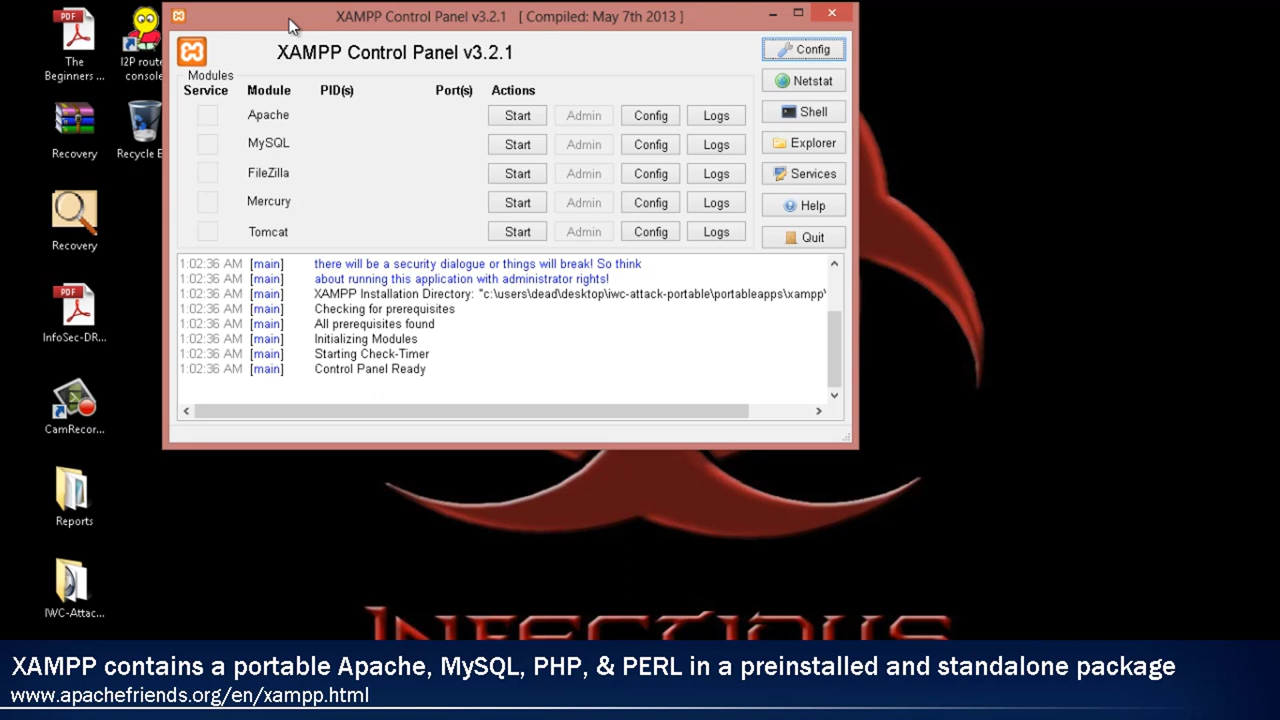 XAMPP Control Panel v3.2.1 [ Compiled: May 7th 2013 ]
XAMPP Control Panel v3.2.1
Config
Modules
Service Module PID(s) Port(s) Actions
Netstat
Apache Start Admin Config Logs
Shell
MySQL Start Admin Config Logs
Explorer
FileZilla Start Admin Config Logs
Services
Mercury Start Admin Config Logs
Help
Tomcat Start Admin Config Logs
Quit
1:02:36 AM [main] there will be a security dialogue or things will break! So think
1:02:36 AM [main] about running this application with administrator rights!
1:02:36 AM [main] XAMPP Installation Directory: "c:\users\dead\desktop\iwc-attack-portable\portableapps\xampp\
1:02:36 AM [main] Checking for prerequisites
1:02:36 AM [main] All prerequisites found
1:02:36 AM [main] Initializing Modules
1:02:36 AM [main] Starting Check-Timer
1:02:36 AM [main] Control Panel Ready
PDF
The
Beginners ...
I2P route
console
Recovery
Recycle
Recovery
PDF
InfoSec-DR...
CamRecor...
Reports
IWC-Attac...
INFECTIOUS
XAMPP contains a portable Apache, MySQL, PHP, & PERL in a preinstalled and standalone package
www.apachefriends.org/en/xampp.html